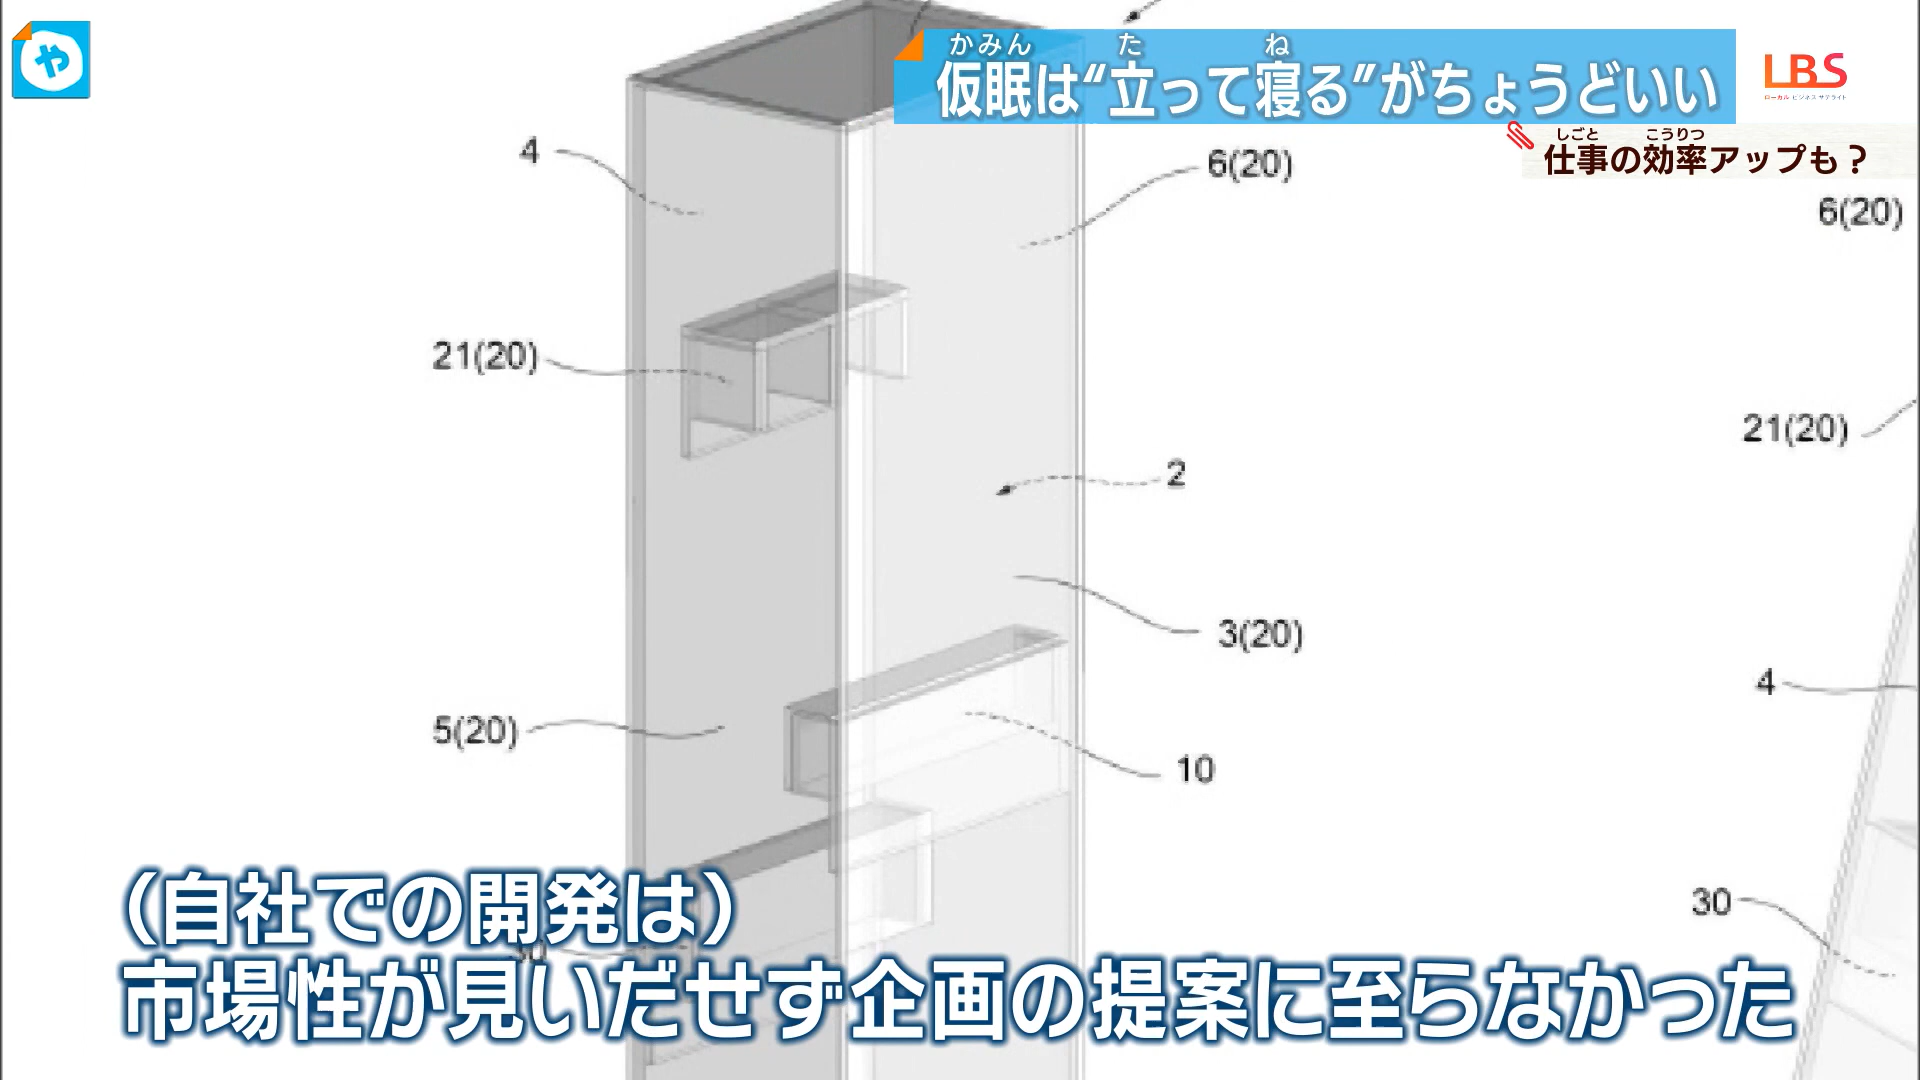 や
かみん た ね
仮眠は“立って寝る”がちょうどいい
LBS
ローカル ビジネス サテライト
しごと こうりつ
仕事の効率アップも？
4
6(20)
6(20)
21(20)
21(20)
2
3(20)
4
5(20)
10
30
30
（自社での開発は）
市場性が見いだせず企画の提案に至らなかった